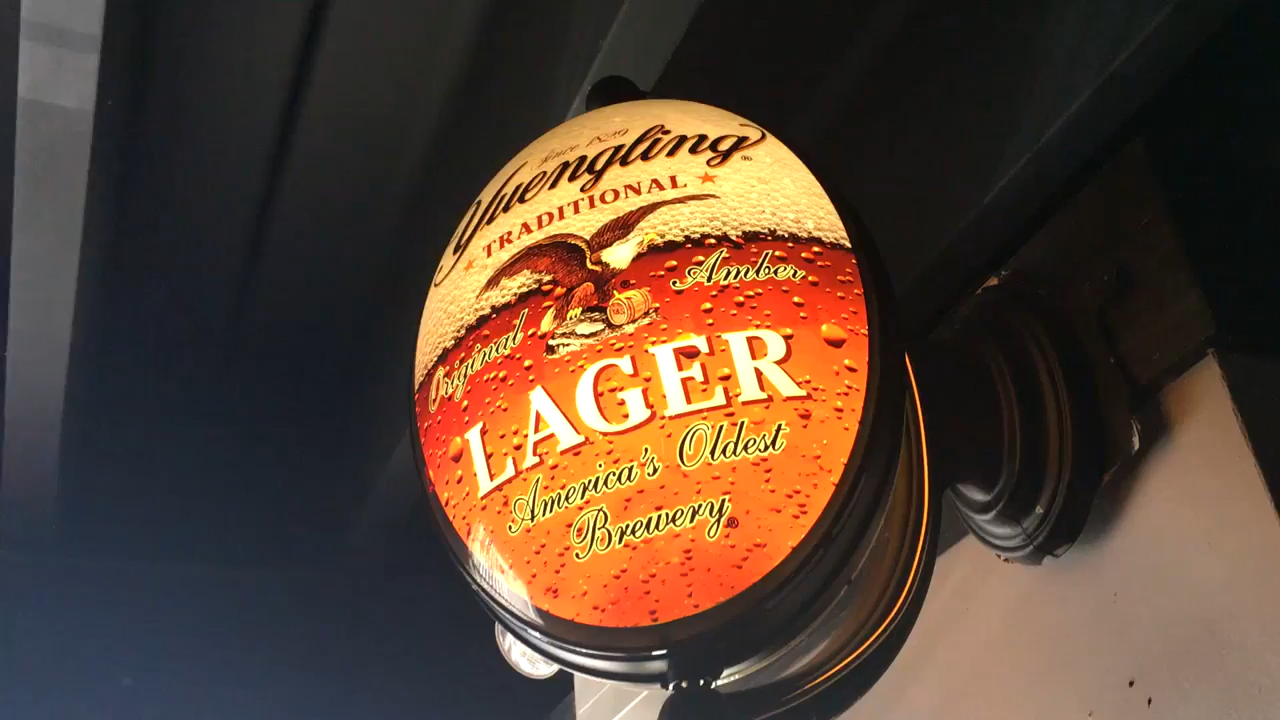 Since 1829
Yuengling®
TRADITIONAL
Original Amber
LAGER
America's Oldest
Brewery®